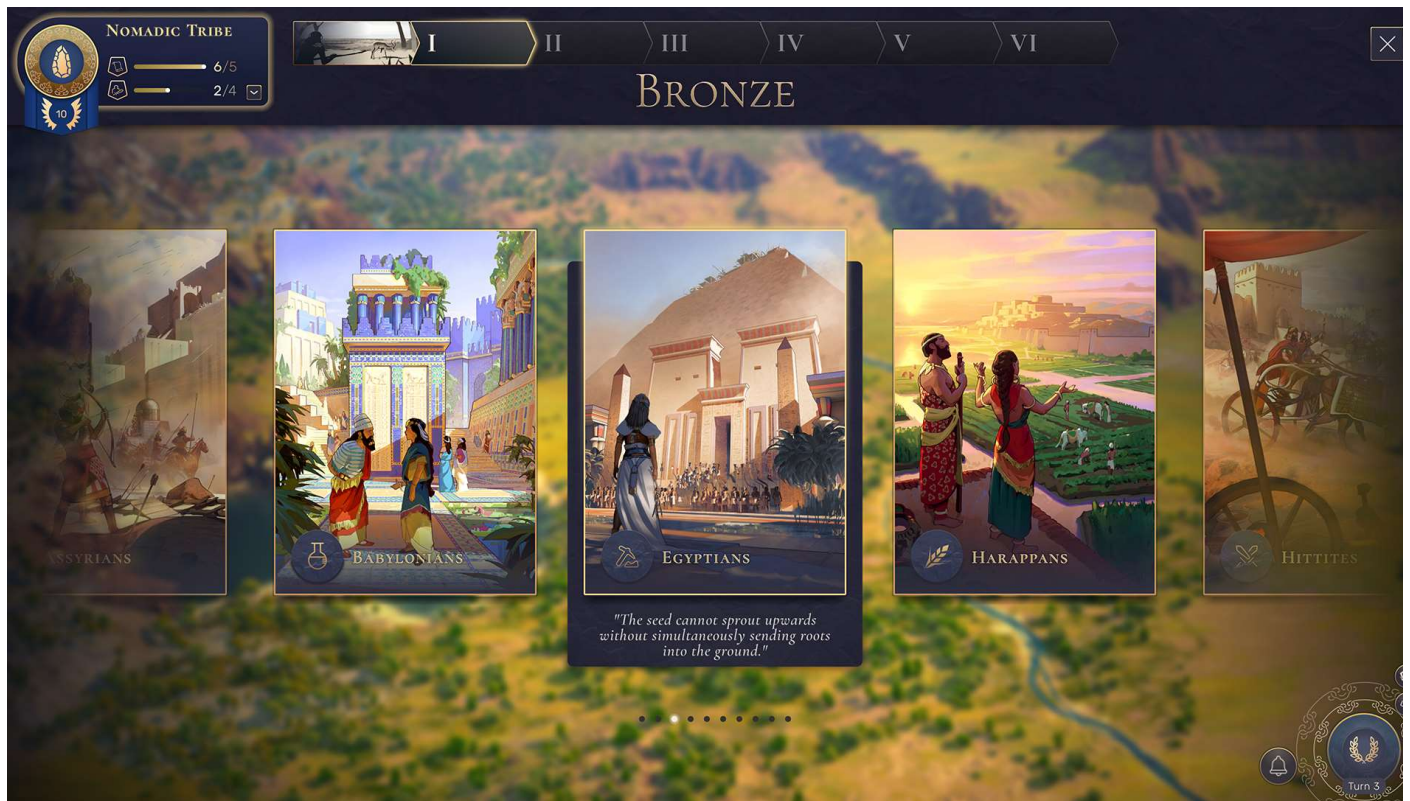 NOMADIC TRIBE
6/5
2/4
10
I
II
III
IV
V
VI
BRONZE
SSYRIANS
BABYLONIANS
EGYPTIANS
HARAPPANS
HITTITES
"The seed cannot sprout upwards
without simultaneously sending roots
into the ground."
Turn 3